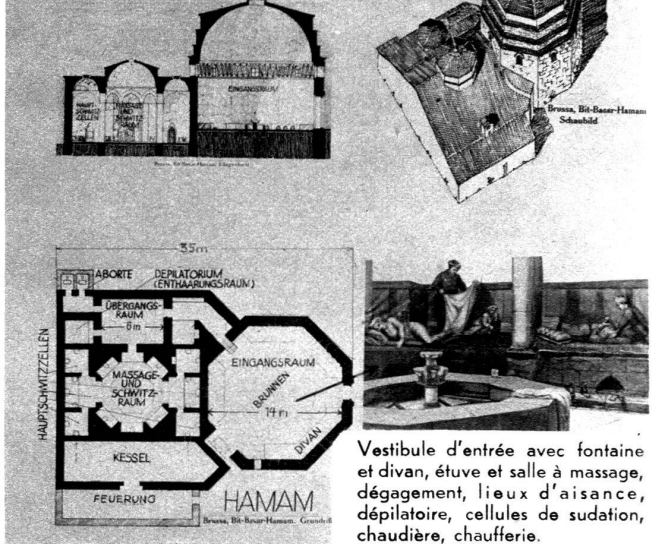 EINGANGSRAUM
HAUPT-
SCHWITZ
ZELLEN
MASSAGE
UND
SCHWITZ
RAUM
Brussa, Bit-Basar-Hamam
Brussa, Bit-Basar-Hamam
Schaubild
35m
ABORTE
DEPILATORIUM
(ENTHAARUNGSRAUM)
ÜBERGANGS-
RAUM
6m
HAUPTSCHWITZZELLEN
MASSAGE-
UND
SCHWITZ-
RAUM
EINGANGSRAUM
BRUNNEN
14m
DIVAN
KESSEL
FEUERUNG
HAMAM
Brussa, Bit-Basar-Hamam. Grundriß
Vestibule d'entrée avec fontaine
et divan, étuve et salle à massage,
dégagement, lieux d'aisance,
dépilatoire, cellules de sudation,
chaudière, chaufferie.